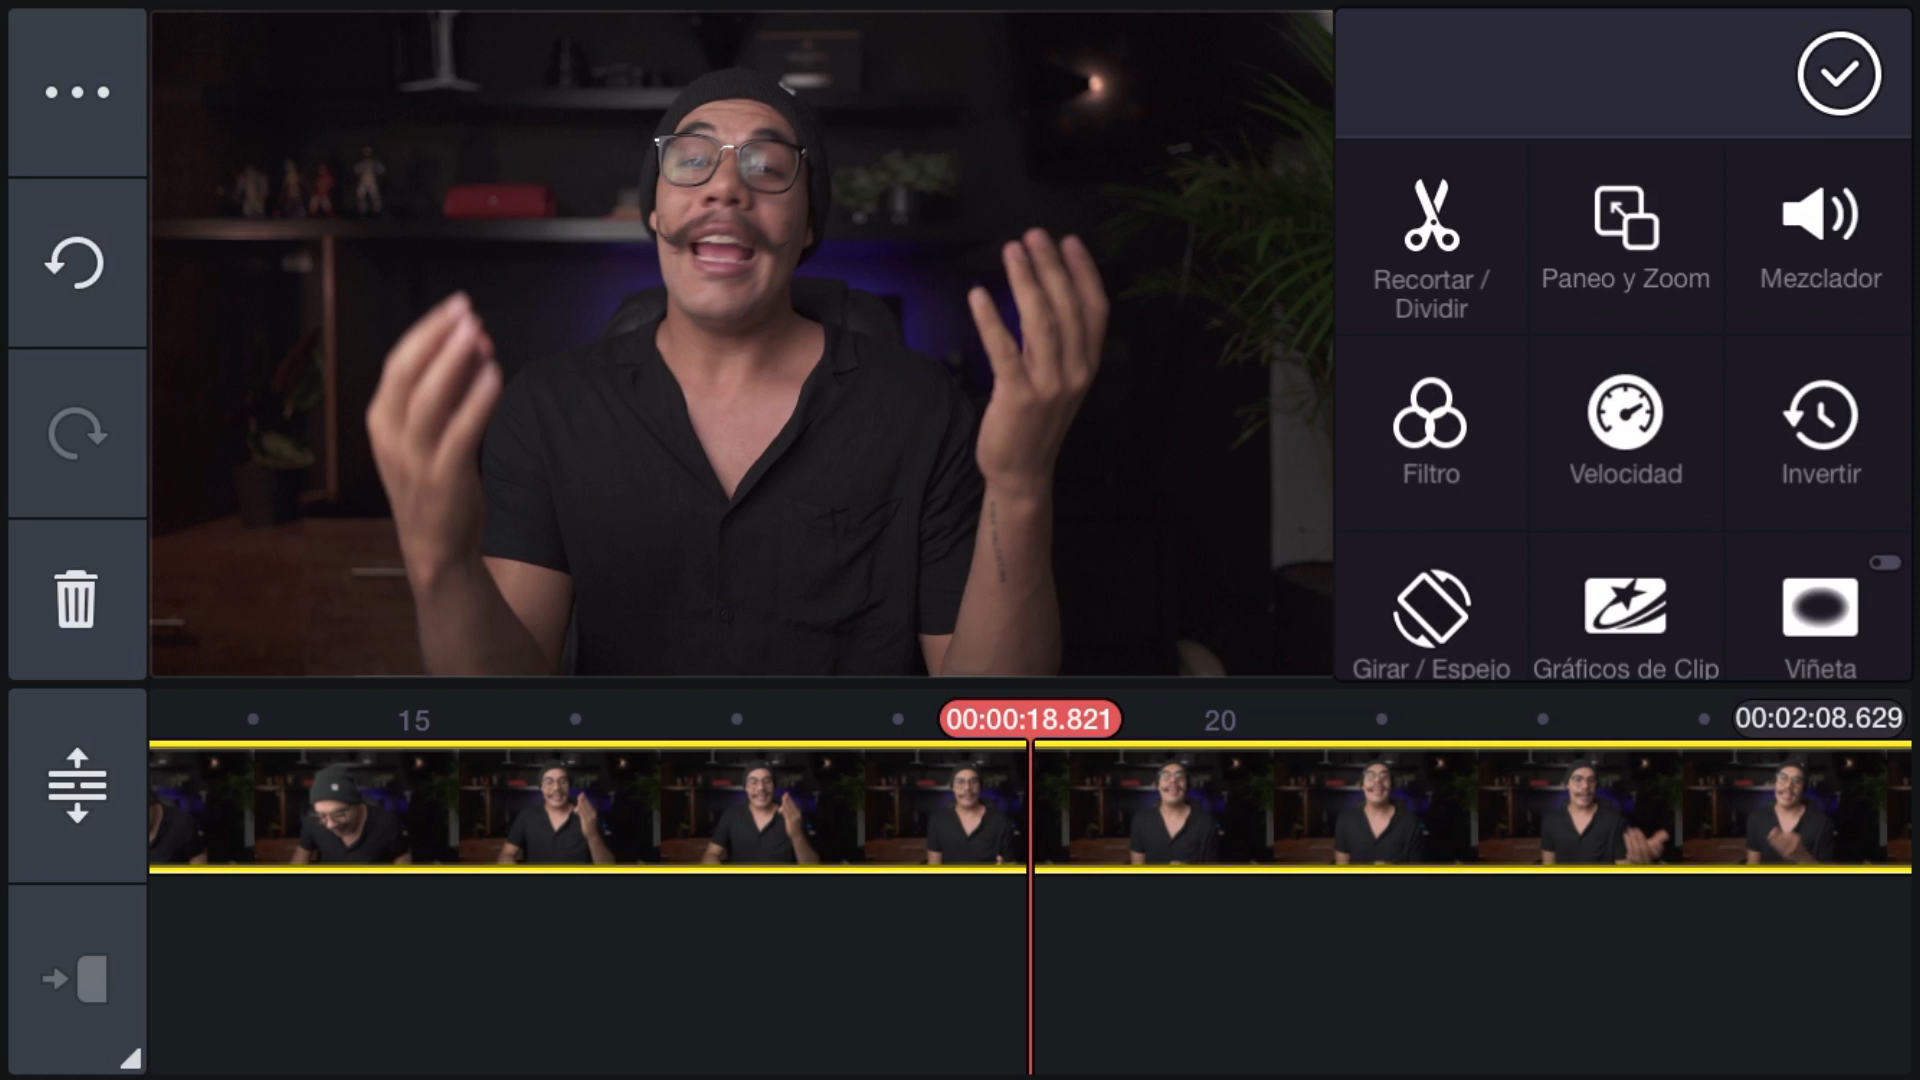 Recortar /
Dividir
Paneo y Zoom
Mezclador
Filtro
Velocidad
Invertir
Girar / Espejo
Gráficos de Clip
Viñeta
15
00:00:18.821
20
00:02:08.629